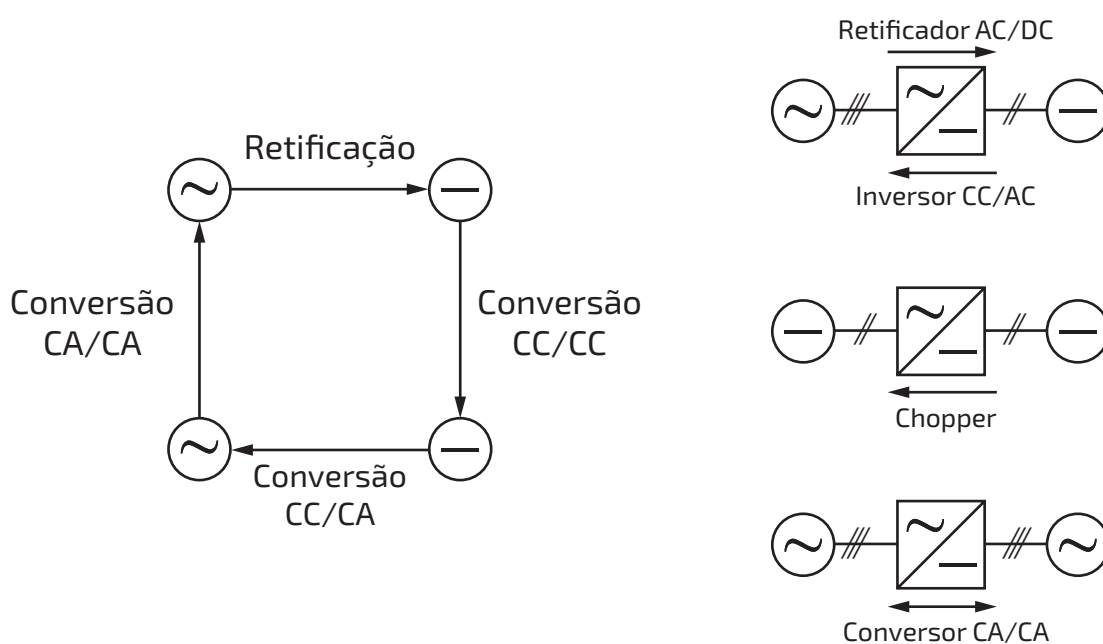 Retificação
Conversão
CA/CA
Conversão
CC/CC
Conversão
CC/CA
Retificador AC/DC
Inversor CC/AC
Chopper
Conversor CA/CA